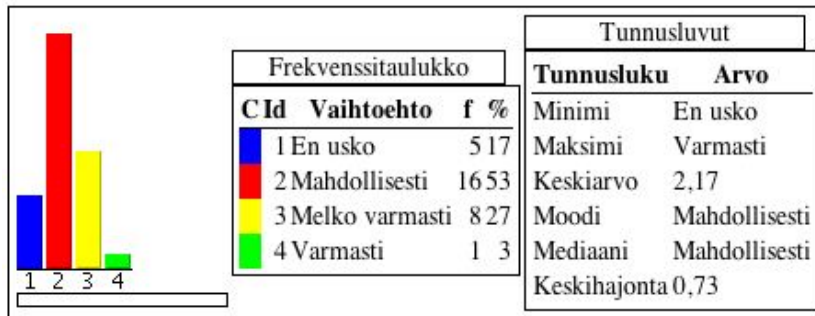 1 2 3 4
Frekvenssitaulukko
C Id Vaihtoehto f %
1 En usko 5 17
2 Mahdollisesti 16 53
3 Melko varmasti 8 27
4 Varmasti 1 3
Tunnusluvut
Tunnusluku Arvo
Minimi En usko
Maksimi Varmasti
Keskiarvo 2,17
Moodi Mahdollisesti
Mediaani Mahdollisesti
Keskihajonta 0,73